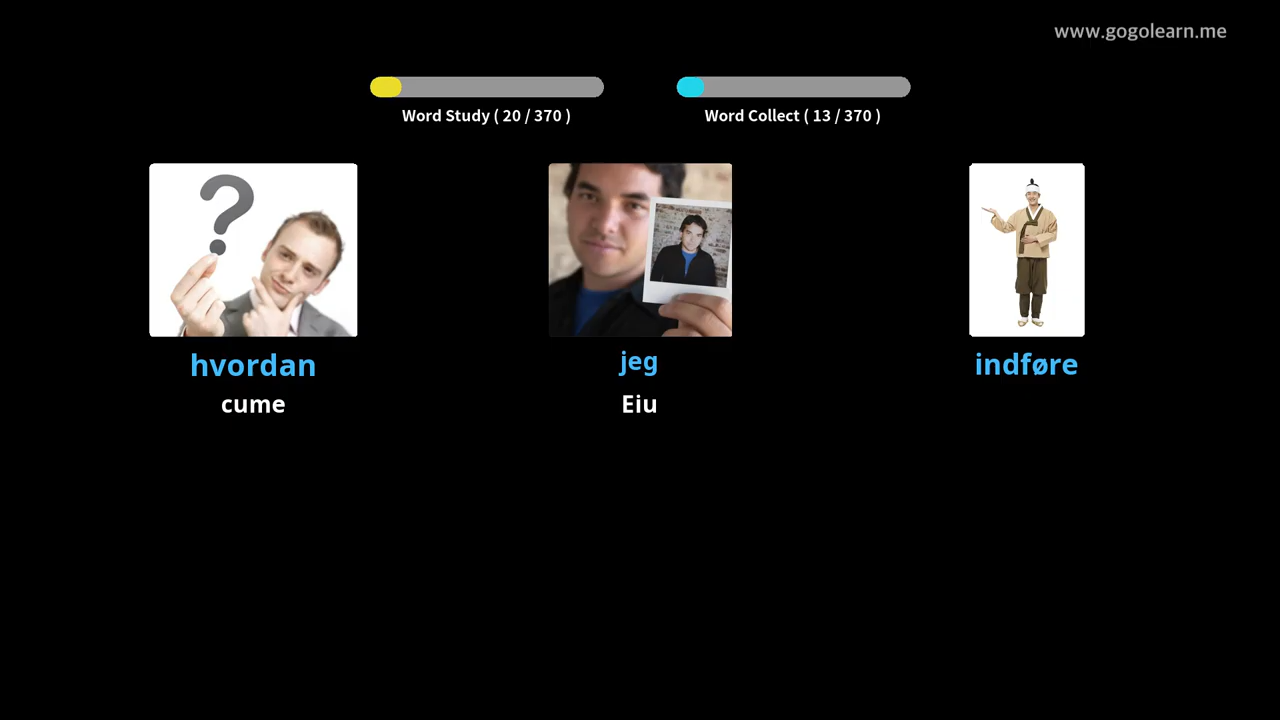 www.gogolearn.me
Word Study ( 20 / 370 )
Word Collect ( 13 / 370 )
hvordan
cume
jeg
Eiu
indføre